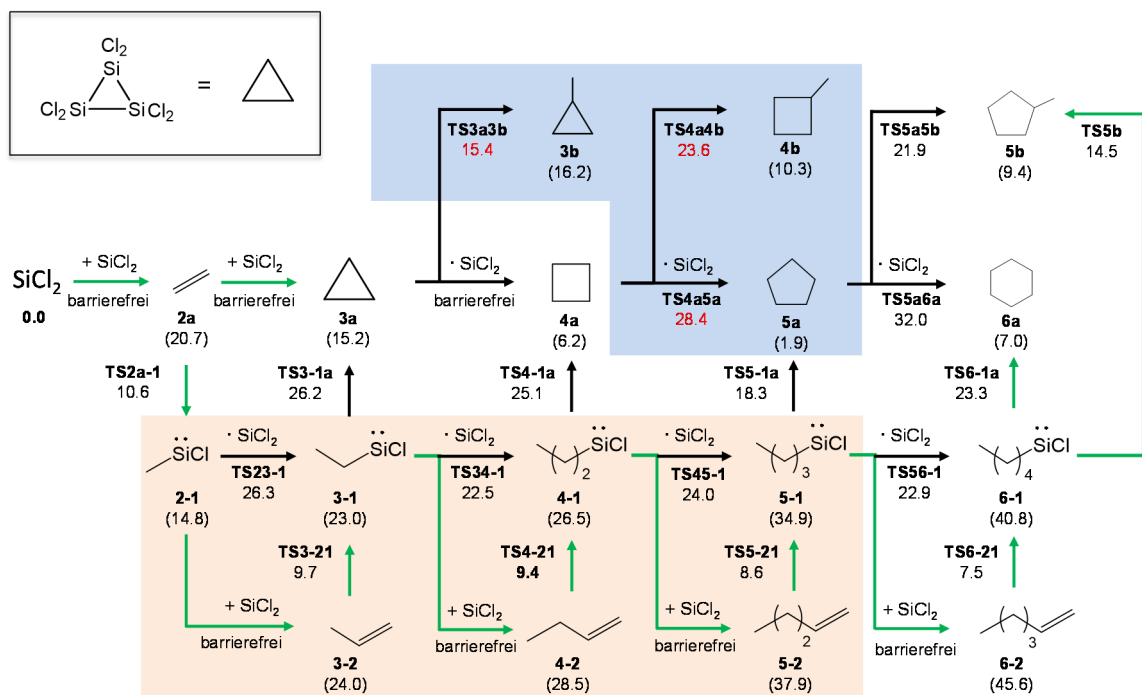 Cl₂
Si
Si Si
Cl₂ Cl₂
=
TS3a3b
15.4
3b
(16.2)
TS4a4b
23.6
4b
(10.3)
TS5a5b
21.9
5b
(9.4)
TS5b
14.5
SiCl₂
0.0
+ SiCl₂
barrierefrei
2a
(20.7)
+ SiCl₂
barrierefrei
3a
(15.2)
· SiCl₂
barrierefrei
4a
(6.2)
· SiCl₂
TS4a5a
28.4
5a
(1.9)
· SiCl₂
TS5a6a
32.0
6a
(7.0)
TS2a-1
10.6
TS3-1a
26.2
TS4-1a
25.1
TS5-1a
18.3
TS6-1a
23.3
SiCl
2-1
(14.8)
· SiCl₂
TS23-1
26.3
SiCl
3-1
(23.0)
· SiCl₂
TS34-1
22.5
SiCl
2
4-1
(26.5)
· SiCl₂
TS45-1
24.0
SiCl
3
5-1
(34.9)
· SiCl₂
TS56-1
22.9
SiCl
4
6-1
(40.8)
TS3-21
9.7
TS4-21
9.4
TS5-21
8.6
TS6-21
7.5
+ SiCl₂
barrierefrei
3-2
(24.0)
+ SiCl₂
barrierefrei
4-2
(28.5)
+ SiCl₂
barrierefrei
2
5-2
(37.9)
+ SiCl₂
barrierefrei
3
6-2
(45.6)